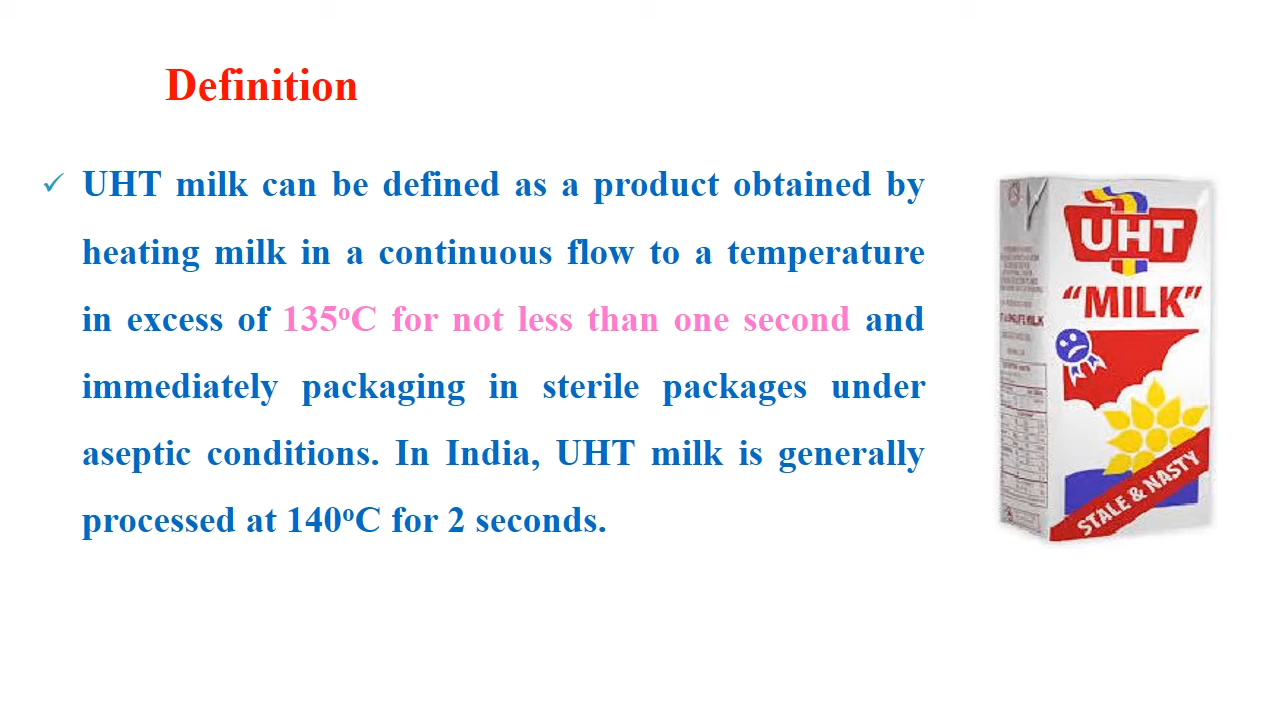 Definition
✓ UHT milk can be defined as a product obtained by
heating milk in a continuous flow to a temperature
in excess of 135ᵒC for not less than one second and
immediately packaging in sterile packages under
aseptic conditions. In India, UHT milk is generally
processed at 140ᵒC for 2 seconds.
UHT
“MILK”
STALE & NASTY